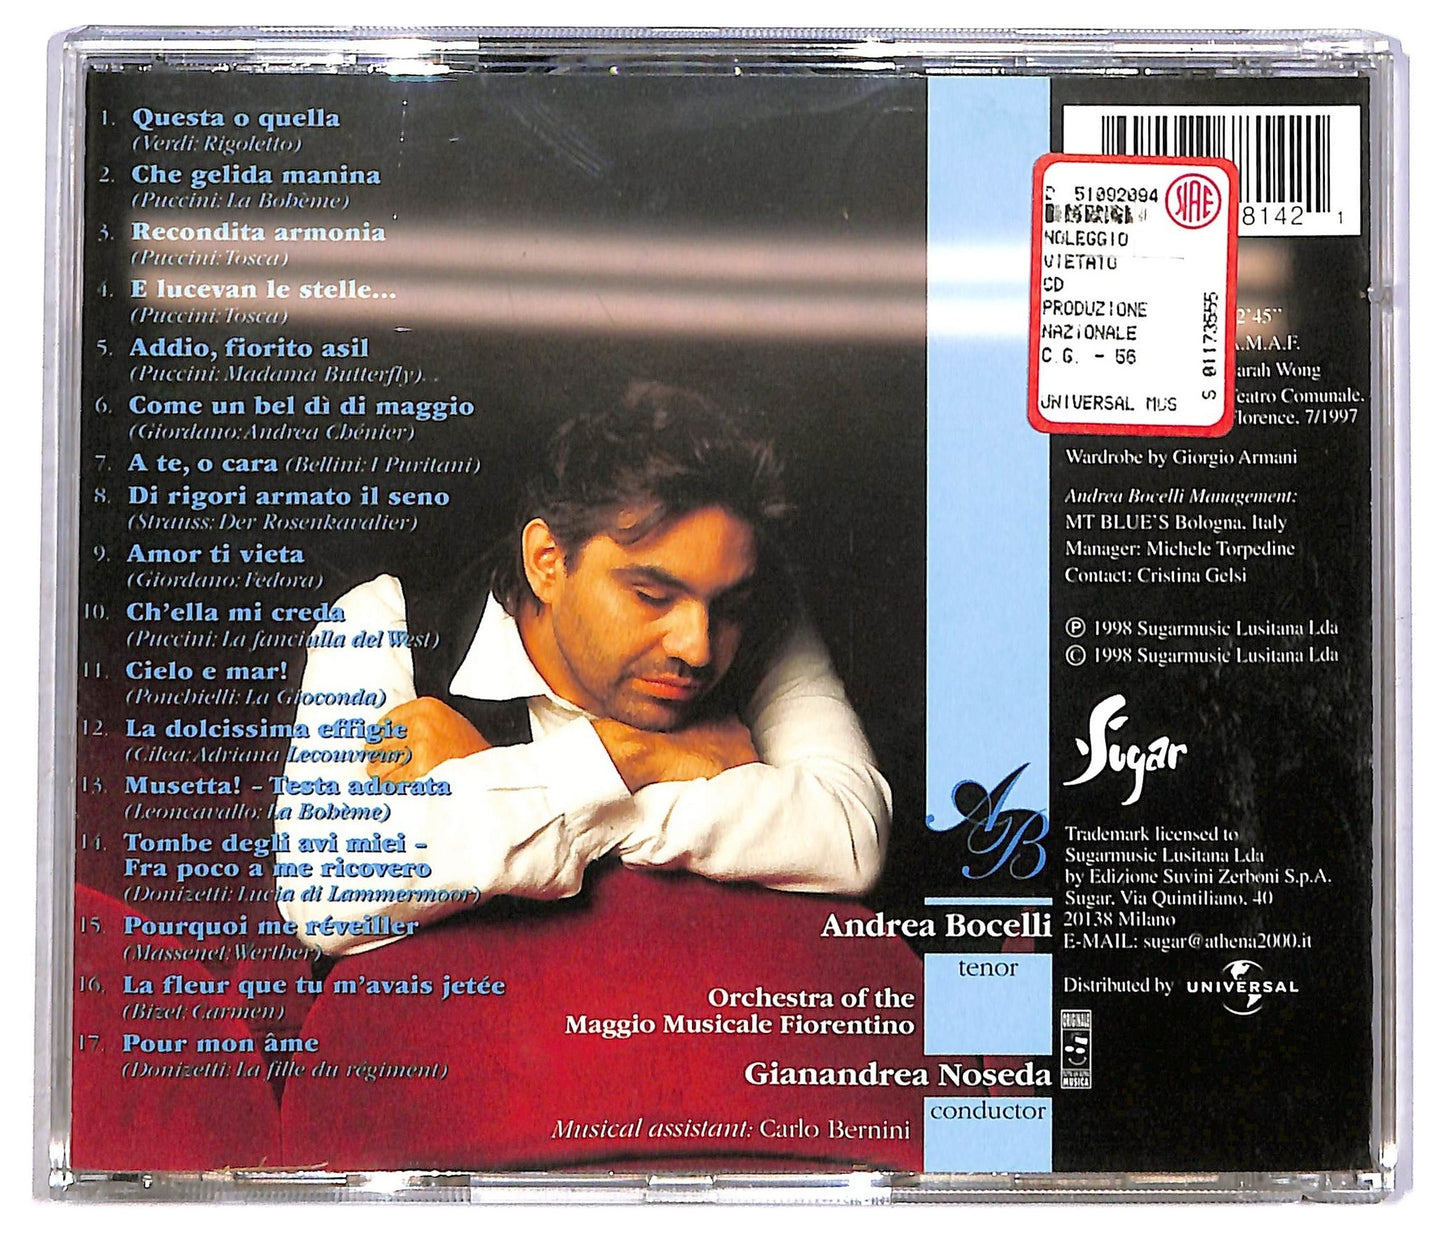 1. Questa o quella
(Verdi: Rigoletto)
2. Che gelida manina
(Puccini: La Bohème)
3. Recondita armonia
(Puccini: Tosca)
4. E lucevan le stelle...
(Puccini: Tosca)
5. Addio, fiorito asil
(Puccini: Madama Butterfly)
6. Come un bel dì di maggio
(Giordano: Andrea Chénier)
7. A te, o cara (Bellini: I Puritani)
8. Di rigori armato il seno
(Strauss: Der Rosenkavalier)
9. Amor ti vieta
(Giordano: Fedora)
10. Ch'ella mi creda
(Puccini: La fanciulla del West)
11. Cielo e mar!
(Ponchielli: La Gioconda)
12. La dolcissima effigie
(Cilea: Adriana Lecouvreur)
13. Musetta! - Testa adorata
(Leoncavallo: La Bohème)
14. Tombe degli avi miei -
Fra poco a me ricovero
(Donizetti: Lucia di Lammermoor)
15. Pourquoi me réveiller
(Massenet: Werther)
16. La fleur que tu m'avais jetée
(Bizet: Carmen)
17. Pour mon âme
(Donizetti: La fille du régiment)
AB
Andrea Bocelli
tenor
Orchestra of the
Maggio Musicale Fiorentino
Gianandrea Noseda
conductor
Musical assistant: Carlo Bernini
8142 1
51092094
SIAE
NOLEGGIO
VIETATO
CD
PRODUZIONE
NAZIONALE
C.G. - 56
UNIVERSAL MUS
S 01173555
2'45"
.M.A.F.
arah Wong
eatro Comunale.
lorence. 7/1997
Wardrobe by Giorgio Armani
Andrea Bocelli Management:
MT BLUE'S Bologna, Italy
Manager: Michele Torpedine
Contact: Cristina Gelsi
℗ 1998 Sugarmusic Lusitana Lda
© 1998 Sugarmusic Lusitana Lda
Sugar
Trademark licensed to
Sugarmusic Lusitana Lda
by Edizione Suvini Zerboni S.p.A.
Sugar, Via Quintiliano, 40
20138 Milano
E-MAIL: sugar@athena2000.it
Distributed by UNIVERSAL
ORIGINALE
MUSICA